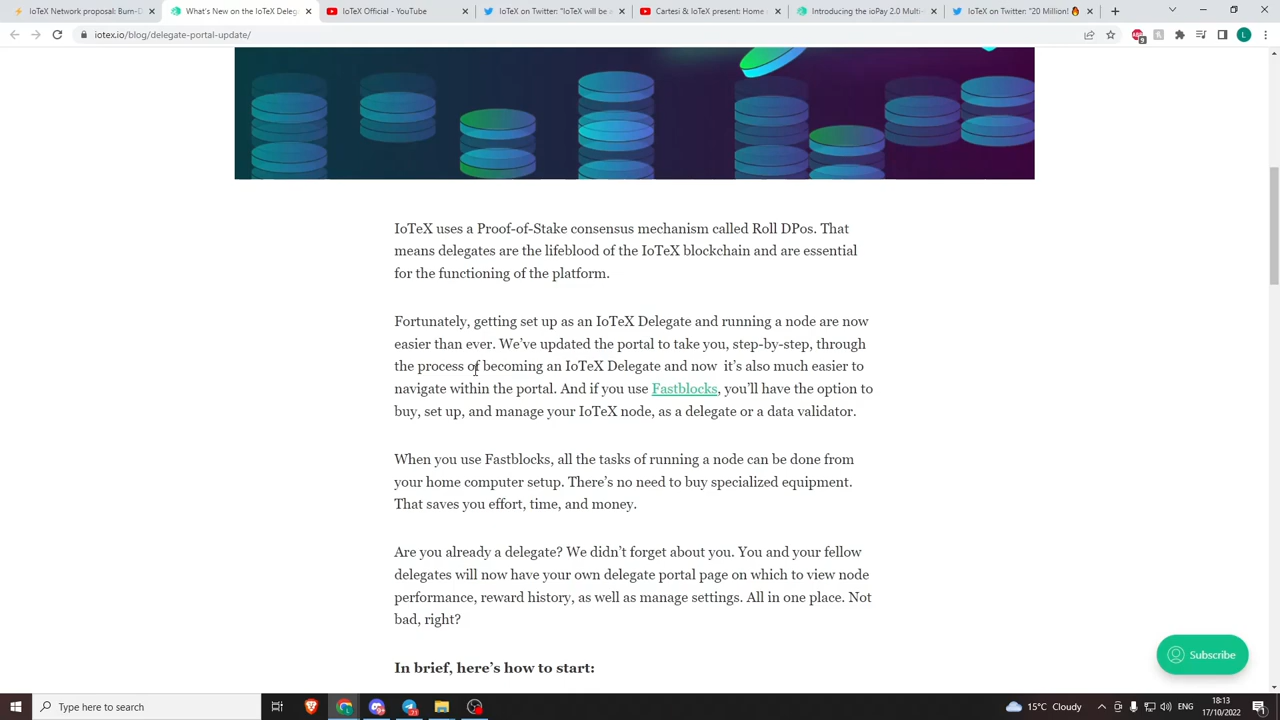 IoTeX Network proposal: Burn-D
What's New on the IoTeX Deleg
IoTeX Official - YouTube
IoTeX on Twitter: "IoTeX will be a
Cartesi & IoTeX present: Home
Introducing the ioPay 2.0 Multi-
IoTeX on Twitter: "20 Million!
iotex.io/blog/delegate-portal-update/
9
L
IoTeX uses a Proof-of-Stake consensus mechanism called Roll DPos. That
means delegates are the lifeblood of the IoTeX blockchain and are essential
for the functioning of the platform.
Fortunately, getting set up as an IoTeX Delegate and running a node are now
easier than ever. We've updated the portal to take you, step-by-step, through
the process of becoming an IoTeX Delegate and now it's also much easier to
navigate within the portal. And if you use Fastblocks, you'll have the option to
buy, set up, and manage your IoTeX node, as a delegate or a data validator.
When you use Fastblocks, all the tasks of running a node can be done from
your home computer setup. There's no need to buy specialized equipment.
That saves you effort, time, and money.
Are you already a delegate? We didn't forget about you. You and your fellow
delegates will now have your own delegate portal page on which to view node
performance, reward history, as well as manage settings. All in one place. Not
bad, right?
In brief, here's how to start:
Subscribe
Type here to search
15°C Cloudy
18:13
17/10/2022